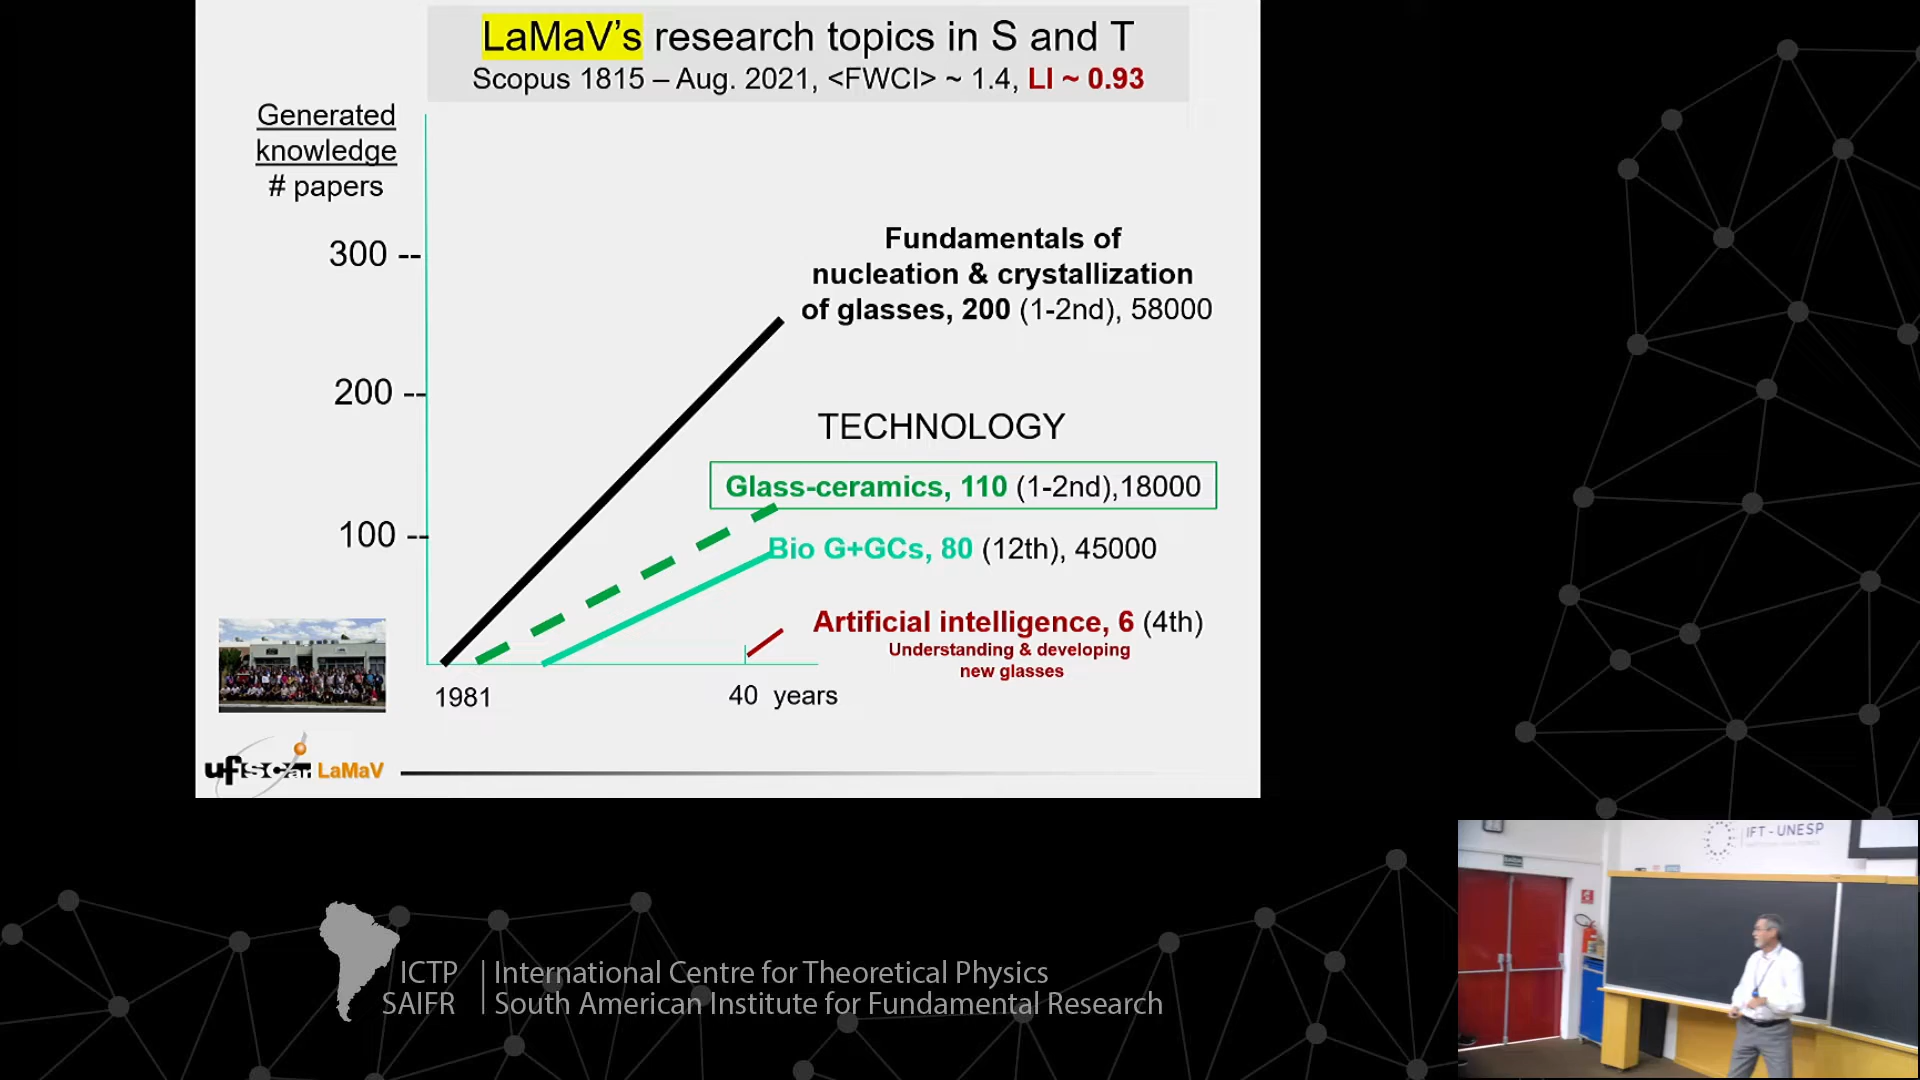 LaMaV’s research topics in S and T
Scopus 1815 – Aug. 2021, <FWCI> ~ 1.4, LI ~ 0.93
Generated
knowledge
# papers
300 --
200 --
100 --
Fundamentals of
nucleation & crystallization
of glasses, 200 (1-2nd), 58000
TECHNOLOGY
Glass-ceramics, 110 (1-2nd),18000
Bio G+GCs, 80 (12th), 45000
Artificial intelligence, 6 (4th)
Understanding & developing
new glasses
1981
40 years
ufsCar LaMaV
IFT - UNESP
ICTP
SAIFR
International Centre for Theoretical Physics
South American Institute for Fundamental Research